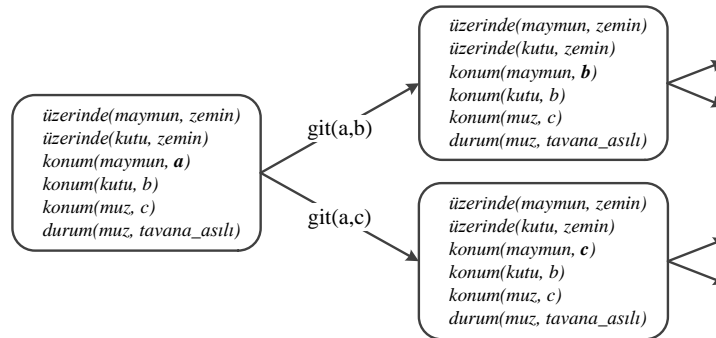 üzerinde(maymun, zemin)
üzerinde(kutu, zemin)
konum(maymun, a)
konum(kutu, b)
konum(muz, c)
durum(muz, tavana_asılı)
git(a,b)
git(a,c)
üzerinde(maymun, zemin)
üzerinde(kutu, zemin)
konum(maymun, b)
konum(kutu, b)
konum(muz, c)
durum(muz, tavana_asılı)
üzerinde(maymun, zemin)
üzerinde(kutu, zemin)
konum(maymun, c)
konum(kutu, b)
konum(muz, c)
durum(muz, tavana_asılı)